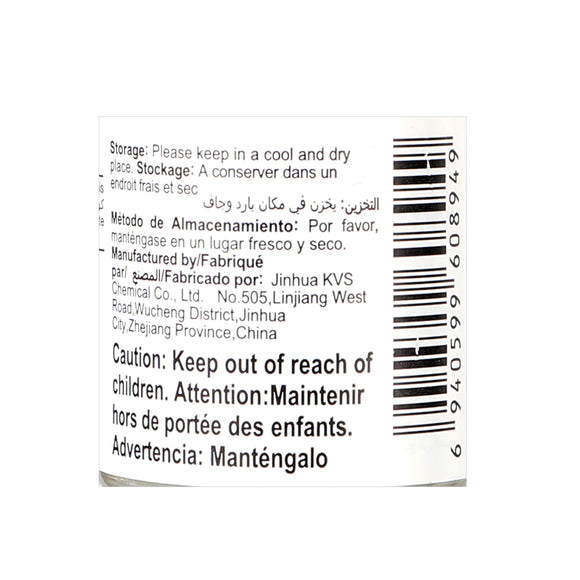 Storage: Please keep in a cool and dry
place. Stockage: A conserver dans un
endroit frais et sec
التخزين: يخزن في مكان بارد وجاف
Método de Almacenamiento: Por favor,
manténgase en un lugar fresco y seco.
Manufactured by/Fabriqué
par/المصنع/Fabricado por: Jinhua KVS
Chemical Co., Ltd. No.505,Linjiang West
Road,Wucheng District,Jinhua
City,Zhejiang Province,China
Caution: Keep out of reach of
children. Attention:Maintenir
hors de portée des enfants.
Advertencia: Manténgalo
6 940599 608949